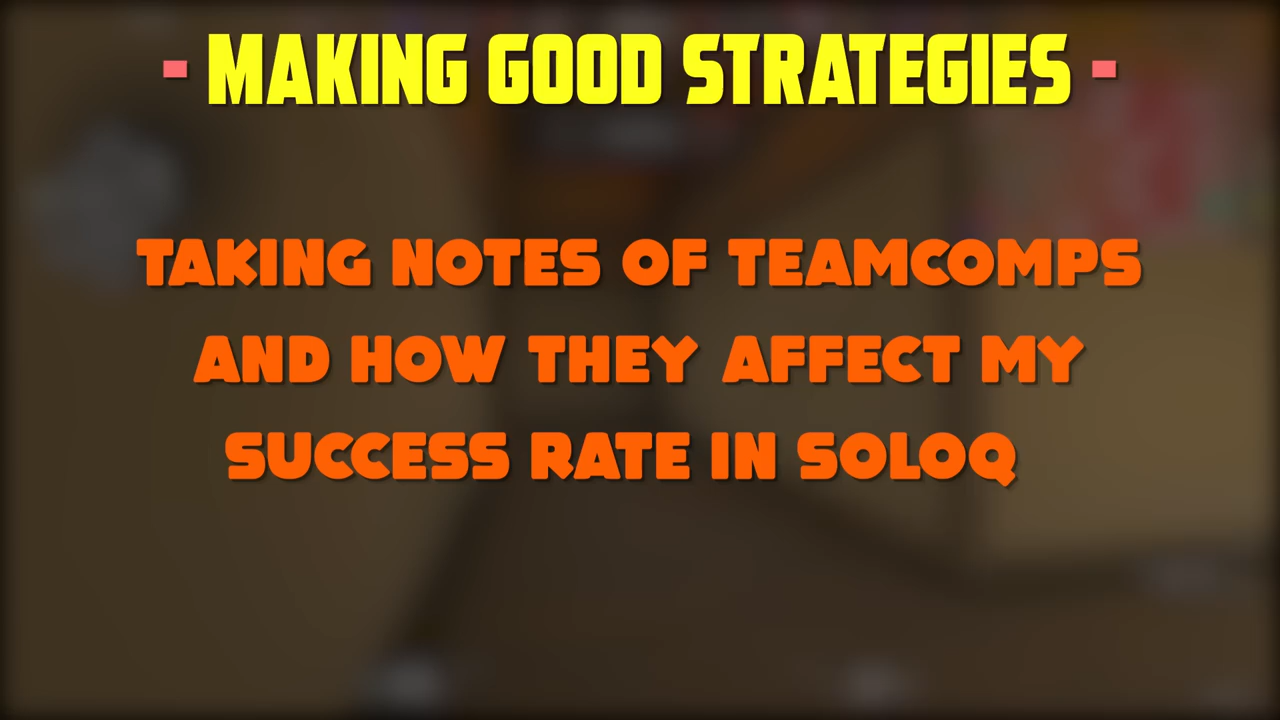 - MAKING GOOD STRATEGIES -
TAKING NOTES OF TEAMCOMPS
AND HOW THEY AFFECT MY
SUCCESS RATE IN SOLOQ